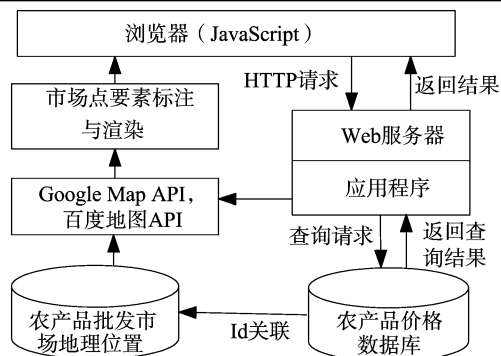 浏览器（JavaScript）
HTTP请求
返回结果
市场点要素标注
与渲染
Web服务器
应用程序
Google Map API，
百度地图API
查询请求
返回查
询结果
农产品批发市
场地理位置
Id关联
农产品价格
数据库